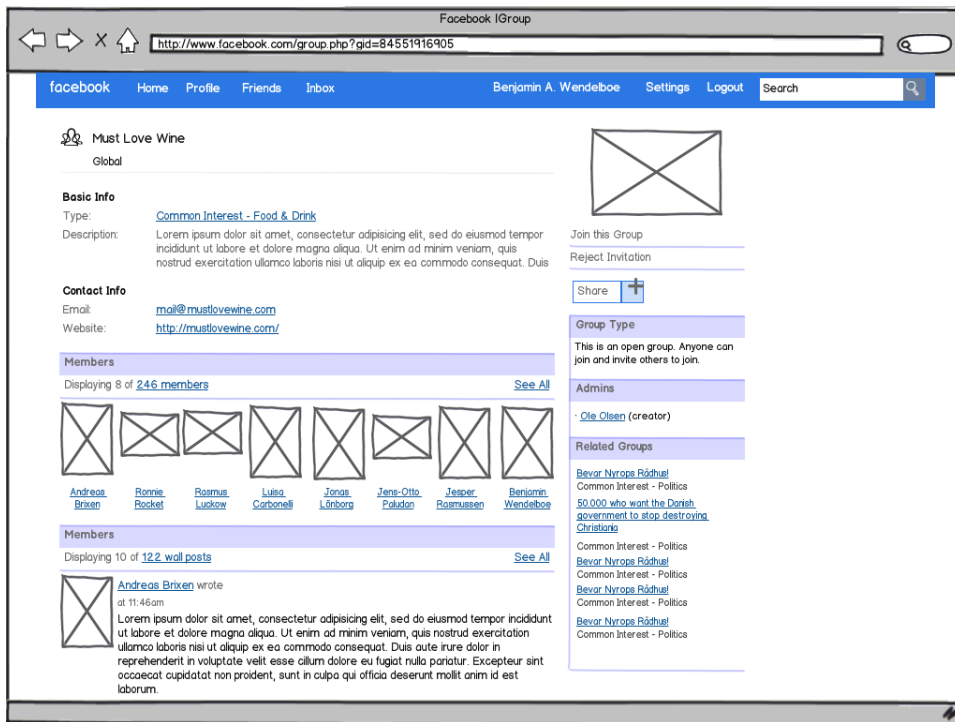 Facebook |Group
http://www.facebook.com/group.php?gid=84551916905
facebook Home Profile Friends Inbox Benjamin A. Wendelboe Settings Logout Search
Must Love Wine
Global
Basic Info
Type: Common Interest - Food & Drink
Description: Lorem ipsum dolor sit amet, consectetur adipisicing elit, sed do eiusmod tempor
incididunt ut labore et dolore magna aliqua. Ut enim ad minim veniam, quis
nostrud exercitation ullamco laboris nisi ut aliquip ex ea commodo consequat. Duis
Contact Info
Email: mail@mustlovewine.com
Website: http://mustlovewine.com/
Members
Displaying 8 of 246 members See All
Andreas Brixen
Ronnie Rocket
Rasmus Luckow
Luisa Carbonelli
Jonas Lönborg
Jens-Otto Paludan
Jesper Rasmussen
Benjamin Wendelboe
Members
Displaying 10 of 122 wall posts See All
Andreas Brixen wrote
at 11:46am
Lorem ipsum dolor sit amet, consectetur adipisicing elit, sed do eiusmod tempor incididunt
ut labore et dolore magna aliqua. Ut enim ad minim veniam, quis nostrud exercitation
ullamco laboris nisi ut aliquip ex ea commodo consequat. Duis aute irure dolor in
reprehenderit in voluptate velit esse cillum dolore eu fugiat nulla pariatur. Excepteur sint
occaecat cupidatat non proident, sunt in culpa qui officia deserunt mollit anim id est
laborum.
Join this Group
Reject Invitation
Share +
Group Type
This is an open group. Anyone can
join and invite others to join.
Admins
· Ole Olsen (creator)
Related Groups
Bevar Nyrops Rådhus!
Common Interest - Politics
50.000 who want the Danish
government to stop destroying
Christiania
Common Interest - Politics
Bevar Nyrops Rådhus!
Common Interest - Politics
Bevar Nyrops Rådhus!
Common Interest - Politics
Bevar Nyrops Rådhus!
Common Interest - Politics